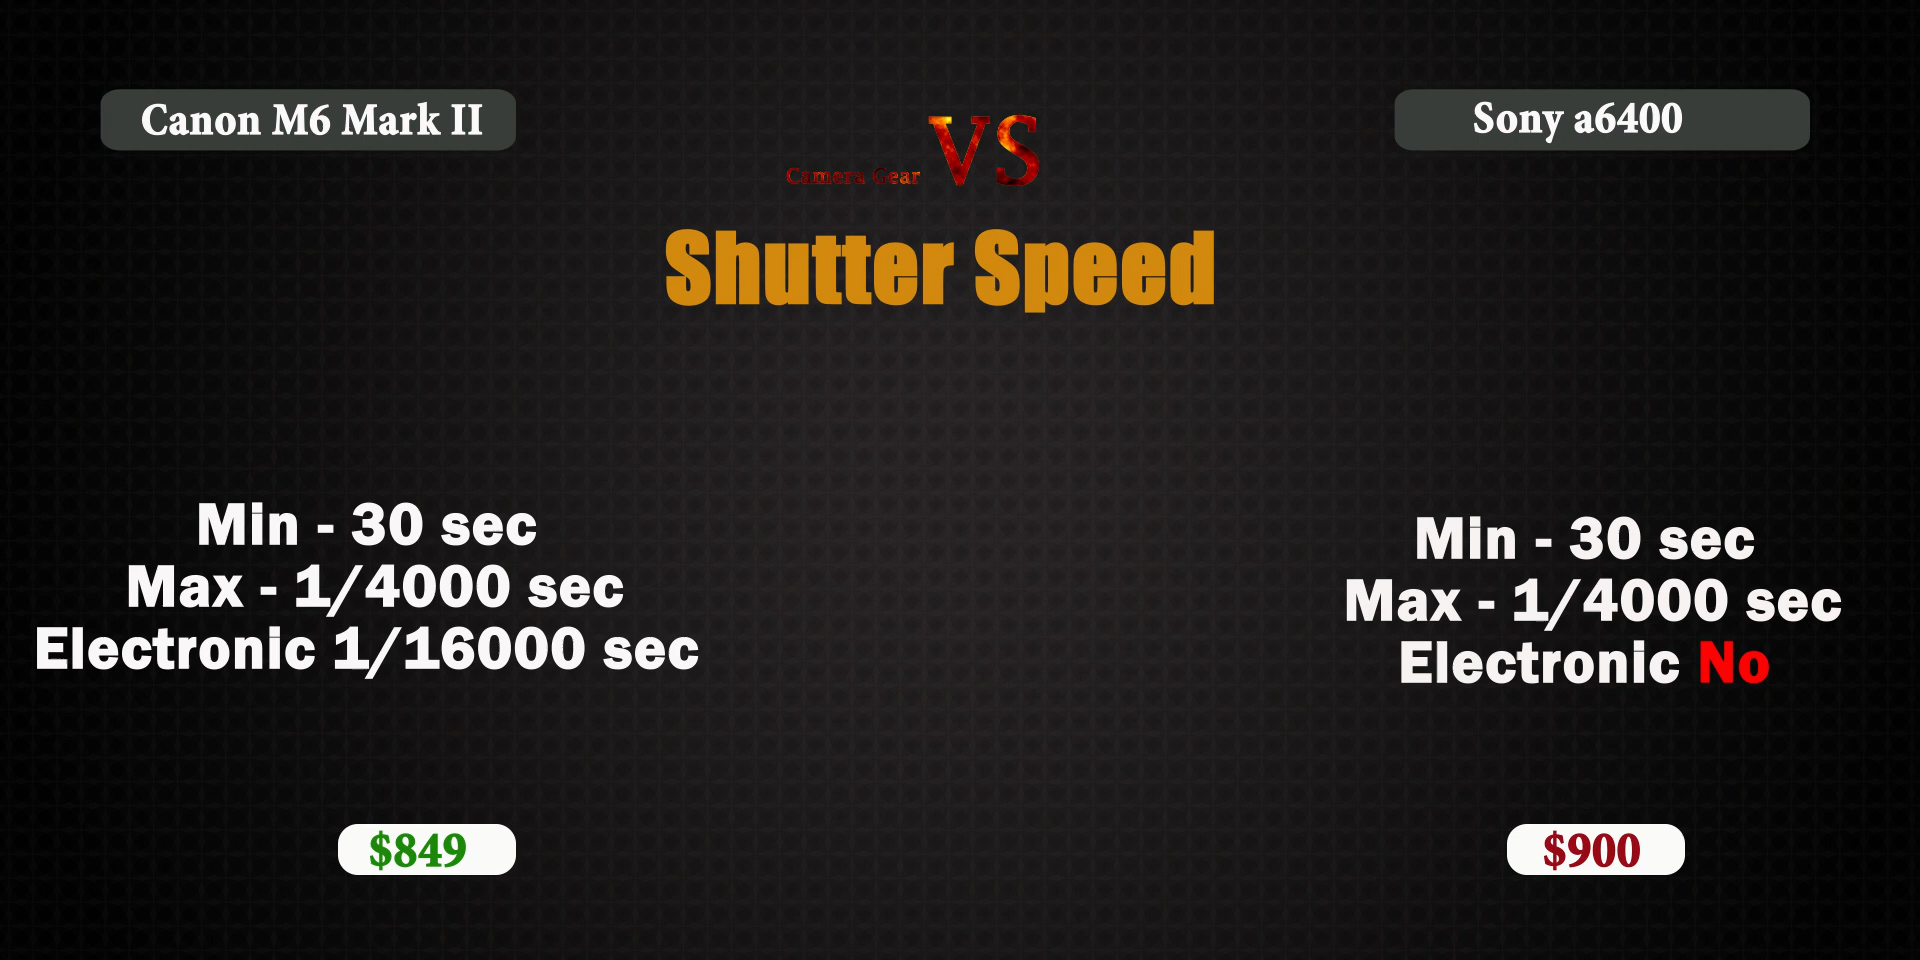 Canon M6 Mark II
Sony a6400
Camera Gear VS
Shutter Speed
Min - 30 sec
Max - 1/4000 sec
Electronic 1/16000 sec
Min - 30 sec
Max - 1/4000 sec
Electronic No
$849
$900